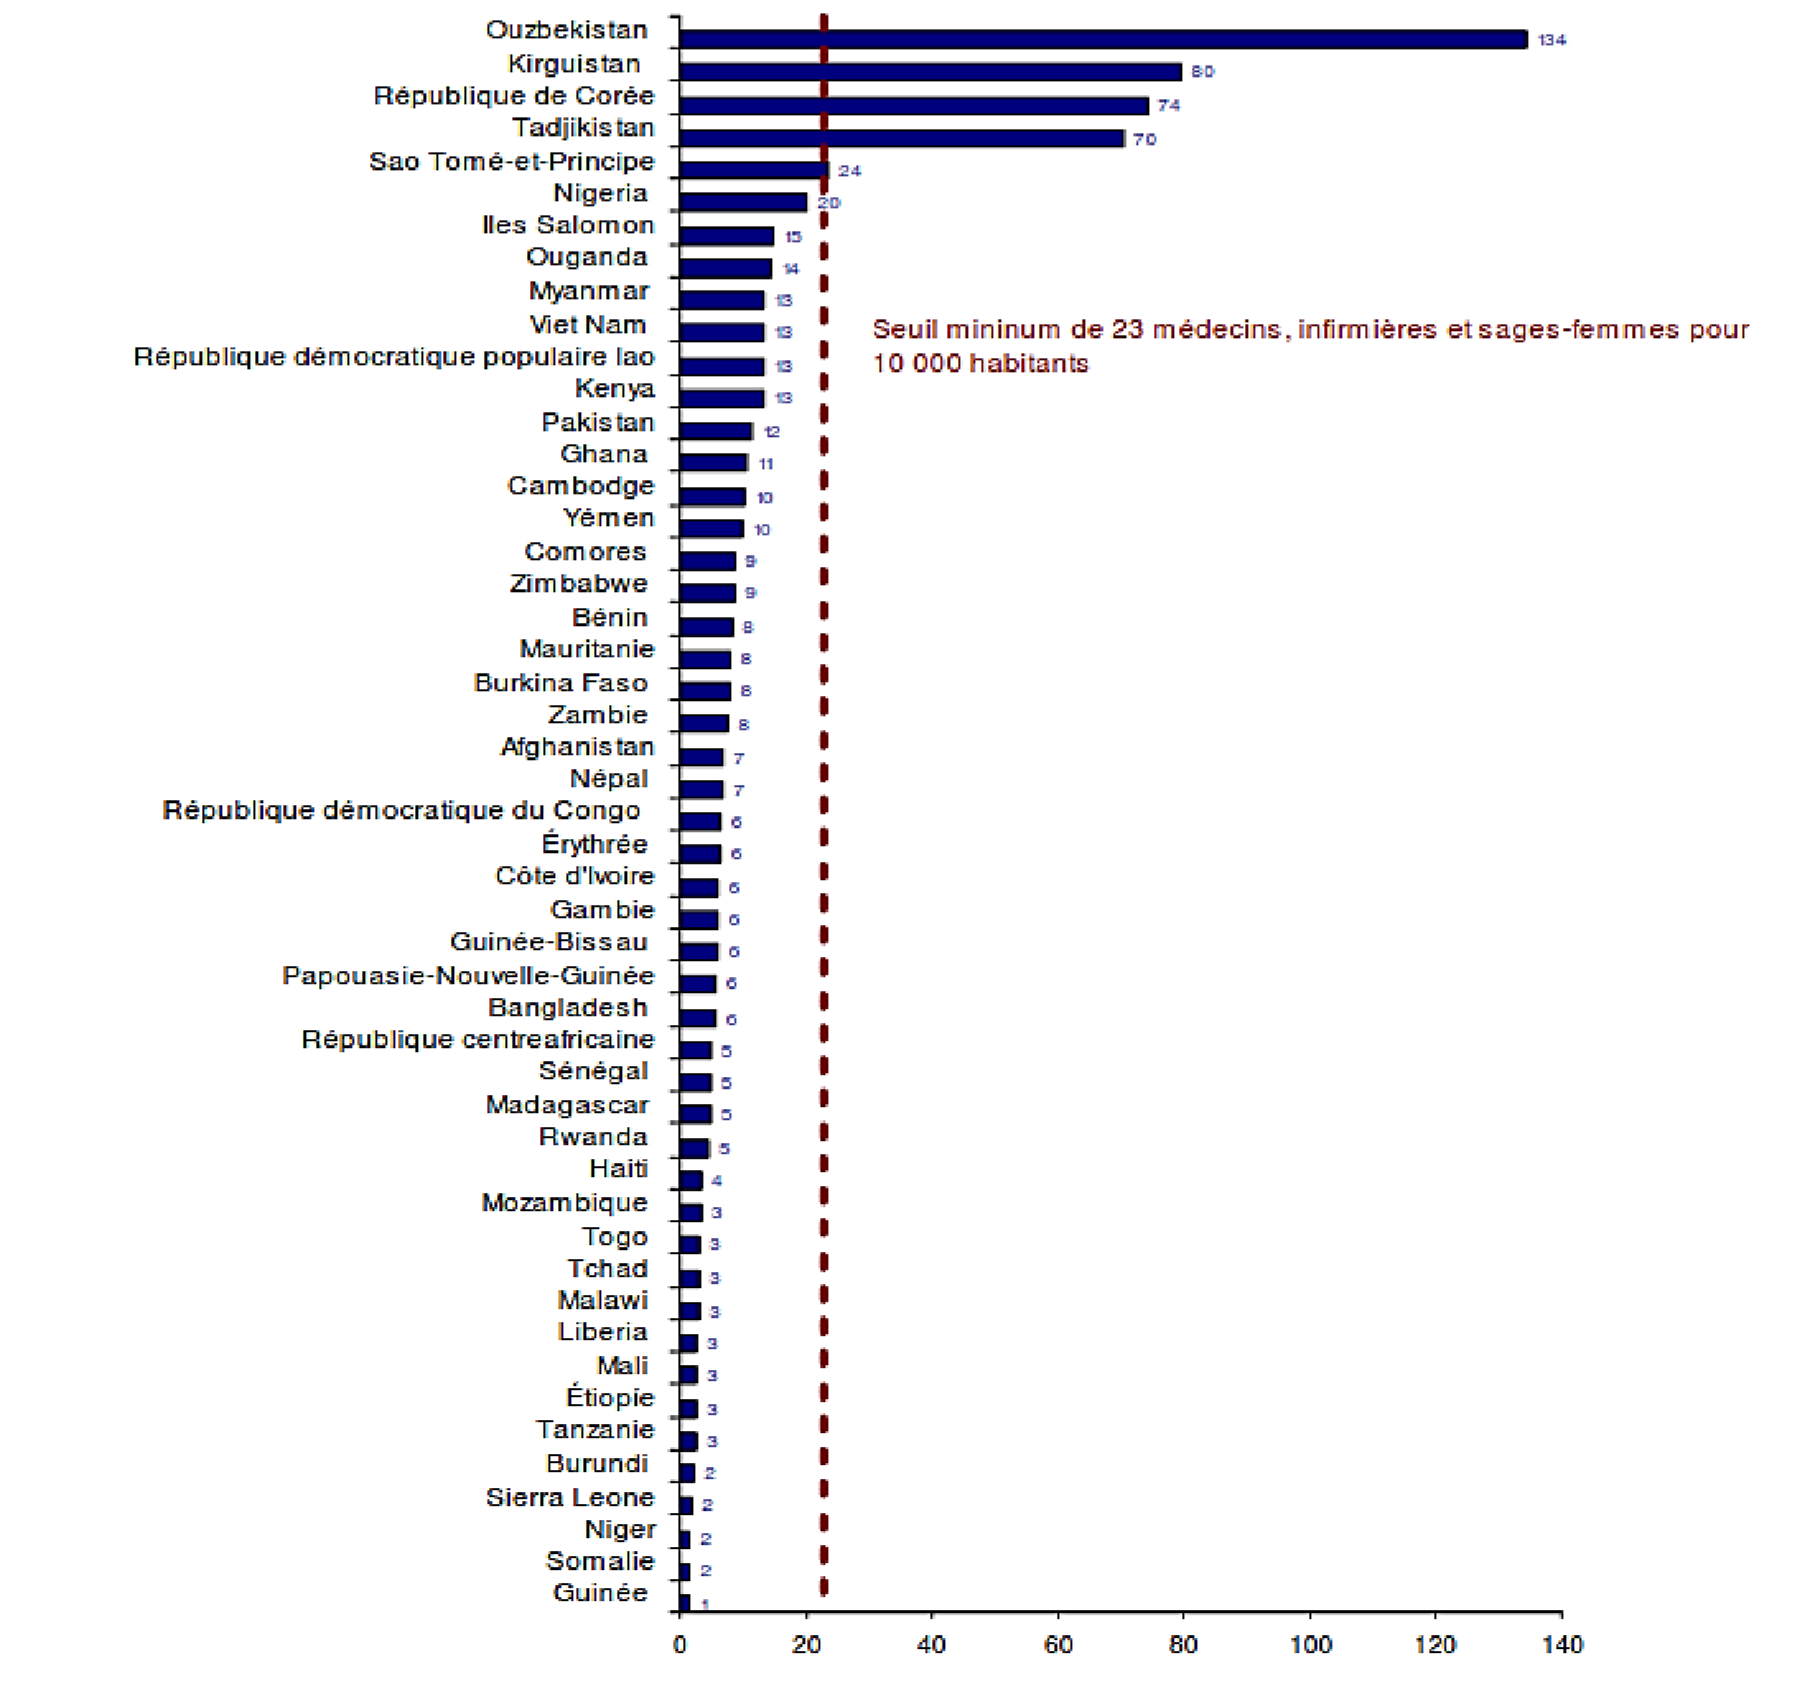 Ouzbekistan 134
Kirguistan 80
République de Corée 74
Tadjikistan 70
Sao Tomé-et-Principe 24
Nigeria 20
Iles Salomon 15
Ouganda 14
Myanmar 13
Viet Nam 13
Seuil mininum de 23 médecins, infirmières et sages-femmes pour
10 000 habitants
République démocratique populaire lao 13
Kenya 13
Pakistan 12
Ghana 11
Cambodge 10
Yémen 10
Comores 9
Zimbabwe 9
Bénin 8
Mauritanie 8
Burkina Faso 8
Zambie 8
Afghanistan 7
Népal 7
République démocratique du Congo 6
Érythrée 6
Côte d'Ivoire 6
Gambie 6
Guinée-Bissau 6
Papouasie-Nouvelle-Guinée 6
Bangladesh 6
République centreafricaine 5
Sénégal 5
Madagascar 5
Rwanda 5
Haiti 4
Mozambique 3
Togo 3
Tchad 3
Malawi 3
Liberia 3
Mali 3
Étiopie 3
Tanzanie 3
Burundi 2
Sierra Leone 2
Niger 2
Somalie 2
Guinée 1
0 20 40 60 80 100 120 140